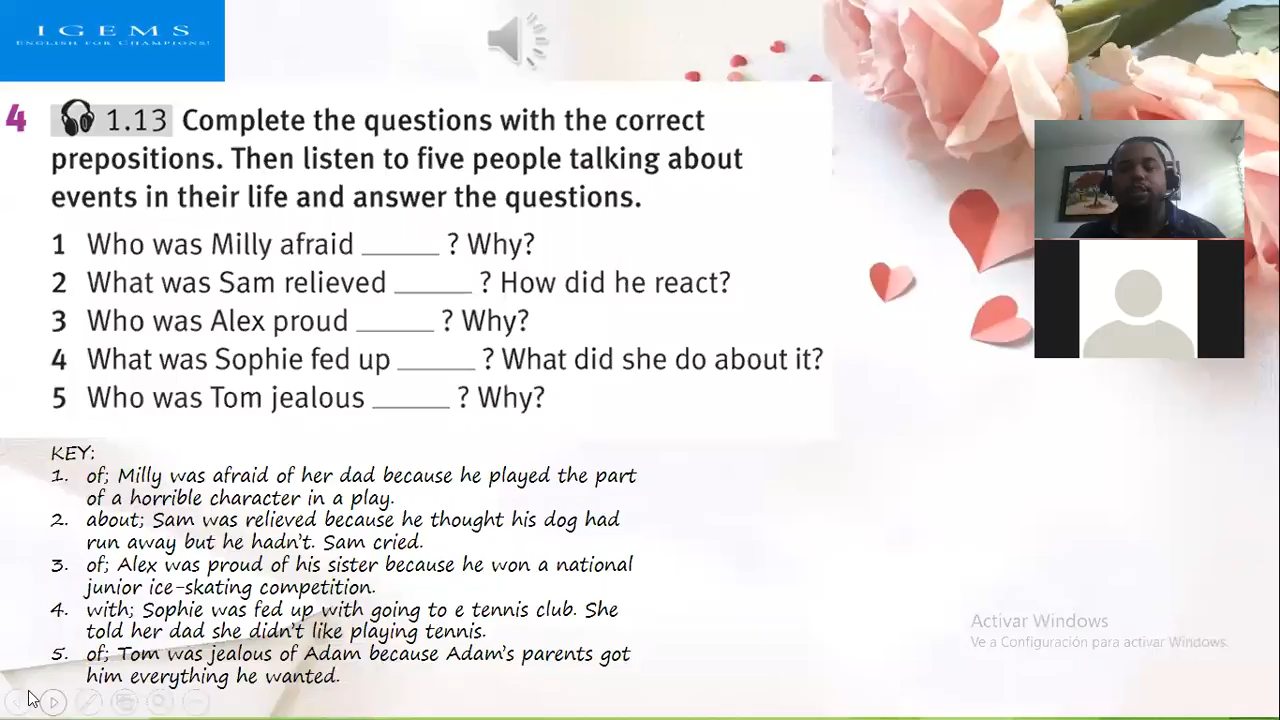 IGEMS
ENGLISH FOR CHAMPIONS!
4 1.13 Complete the questions with the correct
prepositions. Then listen to five people talking about
events in their life and answer the questions.
1 Who was Milly afraid ______ ? Why?
2 What was Sam relieved ______ ? How did he react?
3 Who was Alex proud ______ ? Why?
4 What was Sophie fed up ______ ? What did she do about it?
5 Who was Tom jealous ______ ? Why?
KEY:
1. of; Milly was afraid of her dad because he played the part
of a horrible character in a play.
2. about; Sam was relieved because he thought his dog had
run away but he hadn't. Sam cried.
3. of; Alex was proud of his sister because he won a national
junior ice-skating competition.
4. with; Sophie was fed up with going to e tennis club. She
told her dad she didn't like playing tennis.
5. of; Tom was jealous of Adam because Adam's parents got
him everything he wanted.
Activar Windows
Ve a Configuración para activar Windows.